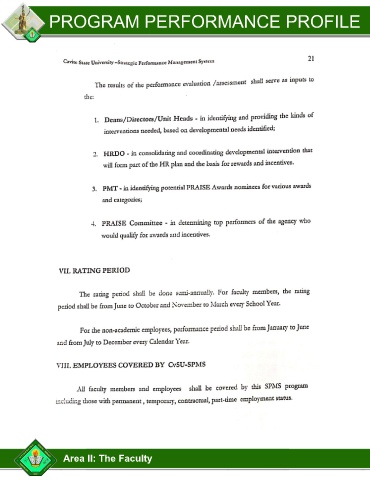 PROGRAM PERFORMANCE PROFILE
Cavite State University -Strategic Performance Management System 21
The results of the performance evaluation /assessment shall serve as inputs to
the:
1. Deans/Directors/Unit Heads - in identifying and providing the kinds of
interventions needed, based on developmental needs identified;
2. HRDO - in consolidating and coordinating developmental intervention that
will form part of the HR plan and the basis for rewards and incentives.
3. PMT - in identifying potential PRAISE Awards nominees for various awards
and categories;
4. PRAISE Committee - in determining top performers of the agency who
would qualify for awards and incentives.
VII. RATING PERIOD
The rating period shall be done semi-annually. For faculty members, the rating
period shall be from June to October and November to March every School Year.
For the non-academic employees, performance period shall be from January to June
and from July to December every Calendar Year.
VIII. EMPLOYEES COVERED BY CvSU-SPMS
All faculty members and employees shall be covered by this SPMS program
including those with permanent , temporary, contractual, part-time employment status.
Area II: The Faculty